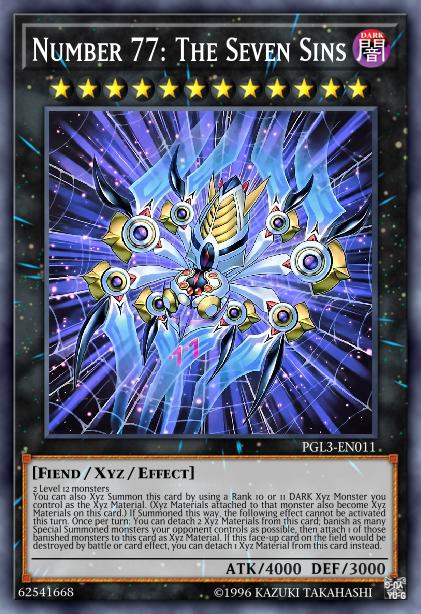 NUMBER 77: THE SEVEN SINS
DARK
闇
77
PGL3-EN011
[FIEND / XYZ / EFFECT]
2 Level 12 monsters
You can also Xyz Summon this card by using a Rank 10 or 11 DARK Xyz Monster you
control as the Xyz Material. (Xyz Materials attached to that monster also become Xyz
Materials on this card.) If Summoned this way, the following effect cannot be activated
this turn. Once per turn: You can detach 2 Xyz Materials from this card; banish as many
Special Summoned monsters your opponent controls as possible, then attach 1 of those
banished monsters to this card as Xyz Material. If this face-up card on the field would be
destroyed by battle or card effect, you can detach 1 Xyz Material from this card instead.
ATK/4000 DEF/3000
62541668
©1996 KAZUKI TAKAHASHI